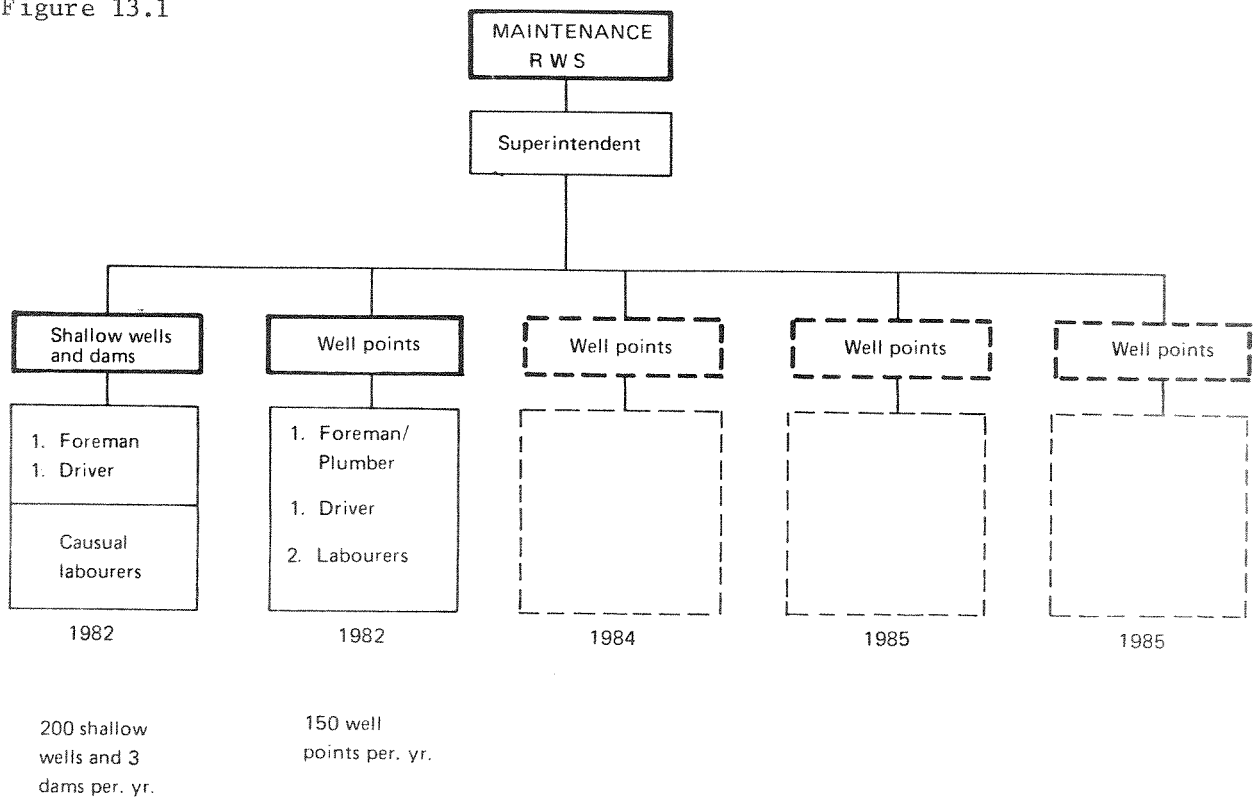 Figure 13.1
MAINTENANCE
R W S
Superintendent
Shallow wells
and dams
Well points
Well points
Well points
Well points
1. Foreman
1. Driver
Causual
labourers
1. Foreman/
Plumber
1. Driver
2. Labourers
1982
1982
1984
1985
1985
200 shallow
wells and 3
dams per. yr.
150 well
points per. yr.